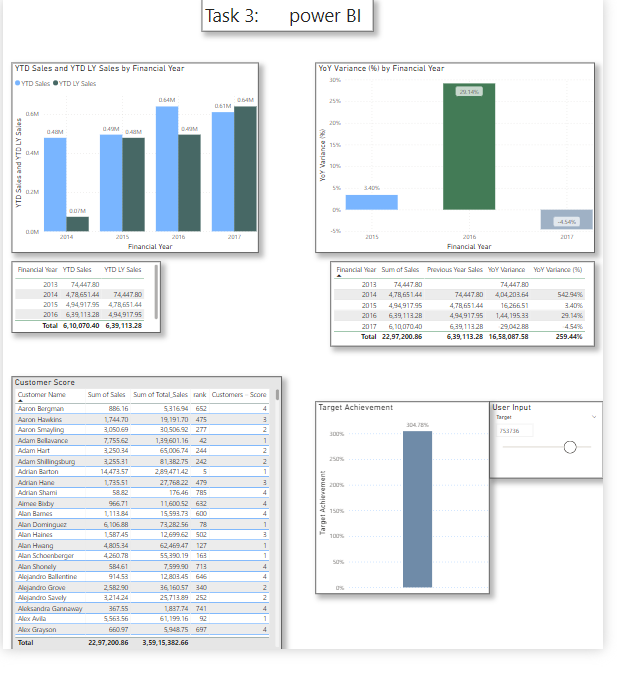 Task 3: power BI
YTD Sales and YTD LY Sales by Financial Year
YTD Sales YTD LY Sales
YTD Sales and YTD LY Sales
0.6M
0.4M
0.2M
0.0M
0.48M
0.07M
0.49M
0.48M
0.64M
0.49M
0.61M
0.64M
2014 2015 2016 2017
Financial Year
YoY Variance (%) by Financial Year
YoY Variance (%)
30%
25%
20%
15%
10%
5%
0%
-5%
3.40%
29.14%
-4.54%
2015 2016 2017
Financial Year
Financial Year YTD Sales YTD LY Sales
2013 74,447.80
2014 4,78,651.44 74,447.80
2015 4,94,917.95 4,78,651.44
2016 6,39,113.28 4,94,917.95
Total 6,10,070.40 6,39,113.28
Financial Year Sum of Sales Previous Year Sales YoY Variance YoY Variance (%)
2013 74,447.80 74,447.80
2014 4,78,651.44 74,447.80 4,04,203.64 542.94%
2015 4,94,917.95 4,78,651.44 16,266.51 3.40%
2016 6,39,113.28 4,94,917.95 1,44,195.33 29.14%
2017 6,10,070.40 6,39,113.28 29,042.88 4.54%
Total 22,97,200.86 6,39,113.28 16,58,087.58 259.44%
Customer Score
Customer Name Sum of Sales Sum of Total_Sales rank Customers - Score
Aaron Bergman 886.16 5,316.94 652 4
Aaron Hawkins 1,744.70 19,191.70 475 3
Aaron Smayling 3,050.69 30,506.92 277 2
Adam Bellavance 7,755.62 1,39,601.16 42 1
Adam Hart 3,250.34 65,006.74 244 2
Adam Shillingsburg 3,255.31 81,382.75 242 2
Adrian Barton 14,473.57 2,89,471.42 5 1
Adrian Hane 1,735.51 27,768.22 479 3
Adrian Shami 58.82 176.46 785 4
Aimee Bixby 966.71 11,600.52 632 4
Alan Barnes 1,113.84 15,593.73 600 4
Alan Dominguez 6,106.88 73,282.56 78 1
Alan Haines 1,587.45 12,699.62 502 3
Alan Hwang 4,805.34 62,469.47 127 1
Alan Schoenberger 4,260.78 55,390.19 163 1
Alan Shonely 584.61 7,599.90 713 4
Alejandro Ballentine 914.53 12,803.45 646 4
Alejandro Grove 2,582.90 36,160.57 340 2
Alejandro Savely 3,214.24 25,713.89 252 2
Aleksandra Gannaway 367.55 1,837.74 741 4
Alex Avila 5,563.56 61,199.16 92 1
Alex Grayson 660.97 5,948.75 697 4
Total 22,97,200.86 3,59,15,382.66
Target Achievement
Target Achievement
300%
250%
200%
150%
100%
50%
0%
304.78%
User Input
Target
753736